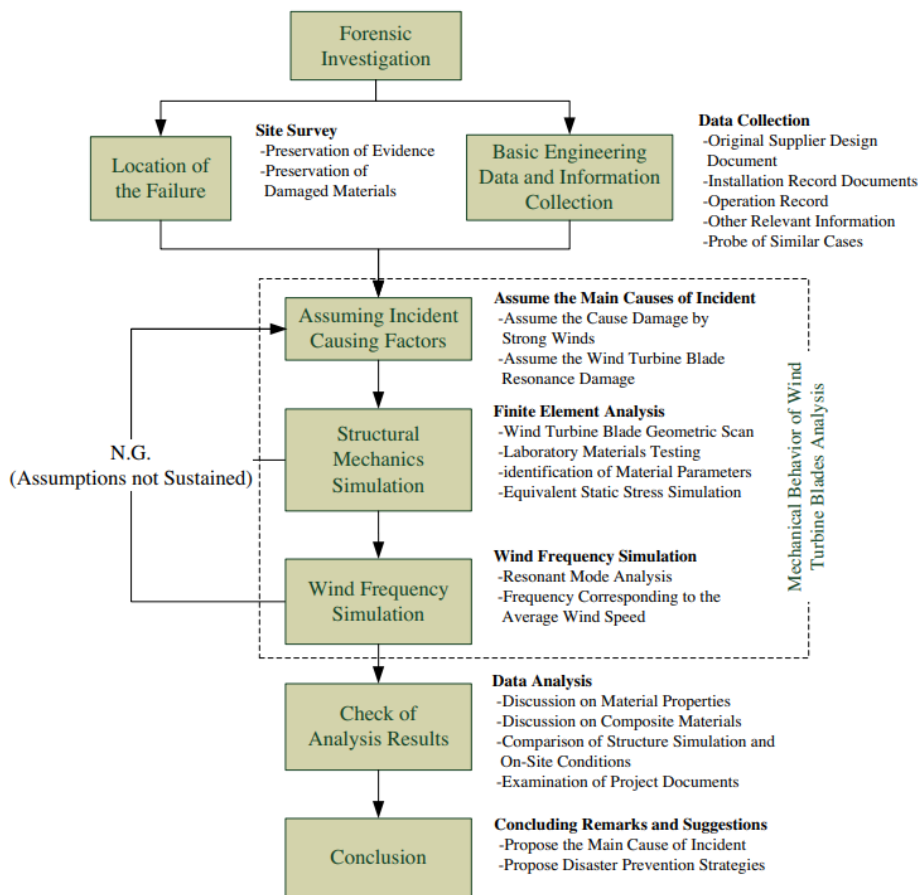 Forensic
Investigation
Site Survey
-Preservation of Evidence
-Preservation of
Damaged Materials
Location of
the Failure
Basic Engineering
Data and Information
Collection
Data Collection
-Original Supplier Design
Document
-Installation Record Documents
-Operation Record
-Other Relevant Information
-Probe of Similar Cases
Assuming Incident
Causing Factors
Assume the Main Causes of Incident
-Assume the Cause Damage by
Strong Winds
-Assume the Wind Turbine Blade
Resonance Damage
Structural
Mechanics
Simulation
Finite Element Analysis
-Wind Turbine Blade Geometric Scan
-Laboratory Materials Testing
-identification of Material Parameters
-Equivalent Static Stress Simulation
N.G.
(Assumptions not Sustained)
Mechanical Behavior of Wind
Turbine Blades Analysis
Wind Frequency
Simulation
Wind Frequency Simulation
-Resonant Mode Analysis
-Frequency Corresponding to the
Average Wind Speed
Check of
Analysis Results
Data Analysis
-Discussion on Material Properties
-Discussion on Composite Materials
-Comparison of Structure Simulation and
On-Site Conditions
-Examination of Project Documents
Conclusion
Concluding Remarks and Suggestions
-Propose the Main Cause of Incident
-Propose Disaster Prevention Strategies